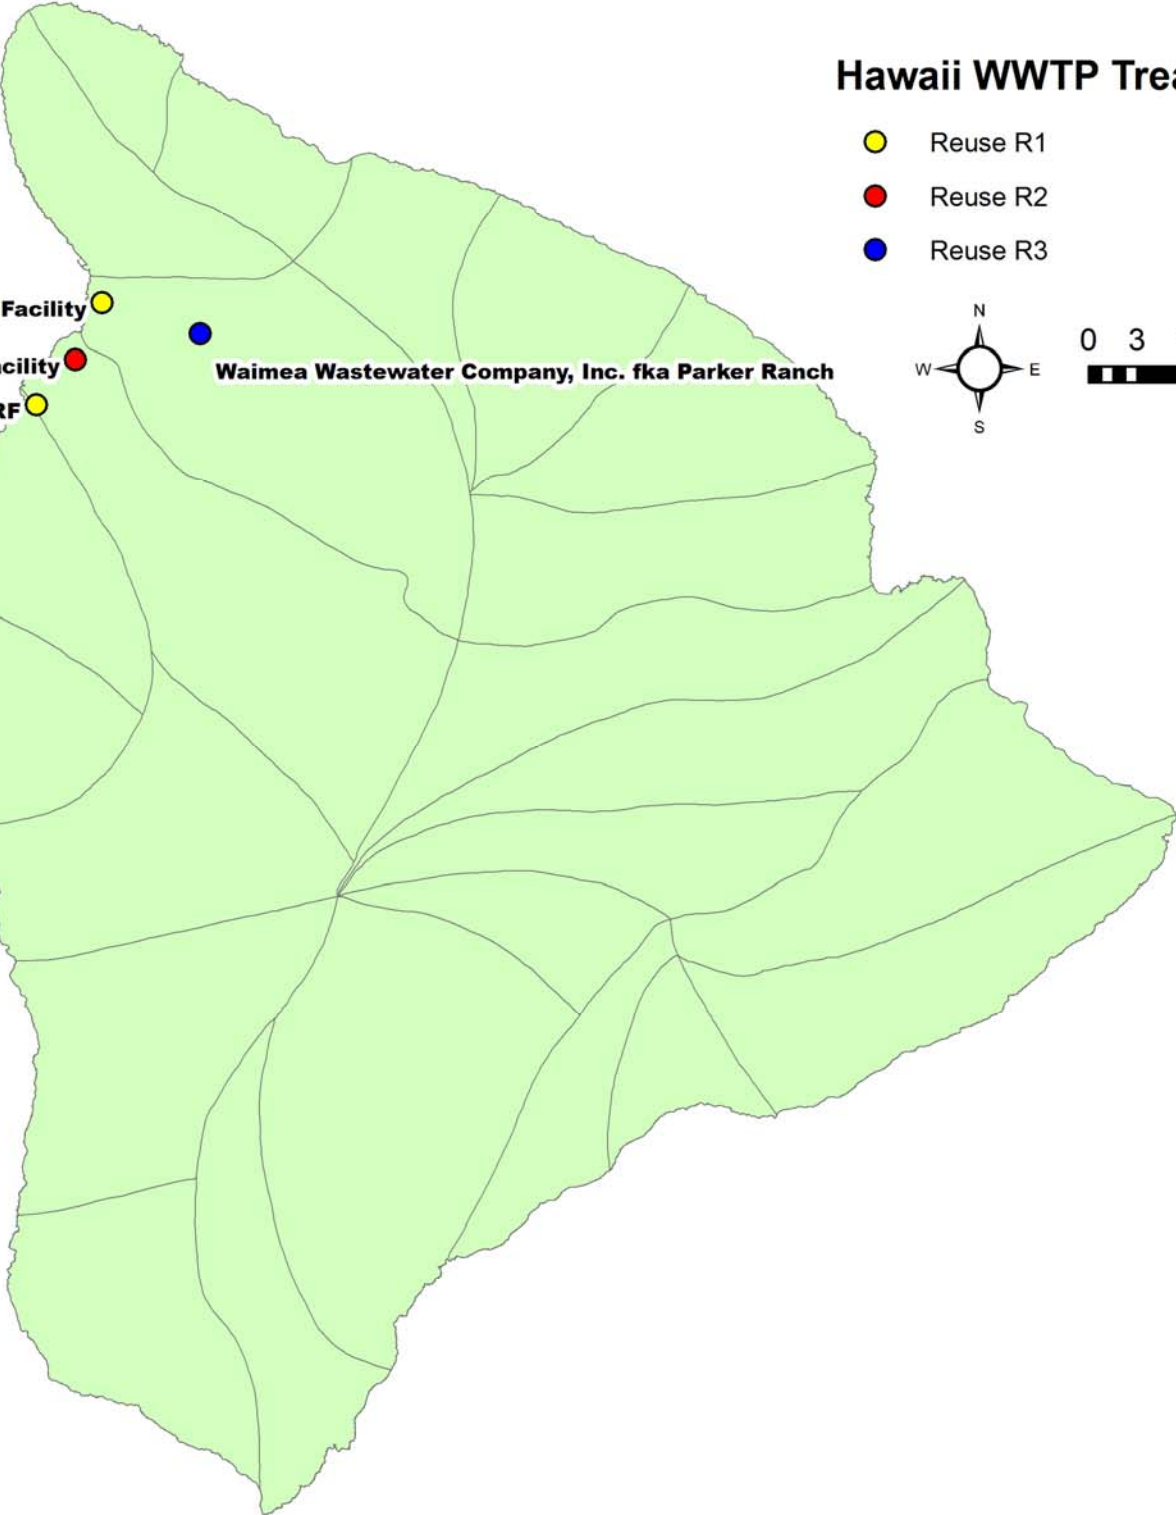 Hawaii WWTP Trea
Reuse R1
Reuse R2
Reuse R3
N
W E
S
0 3
Facility
cility
RF
Waimea Wastewater Company, Inc. fka Parker Ranch